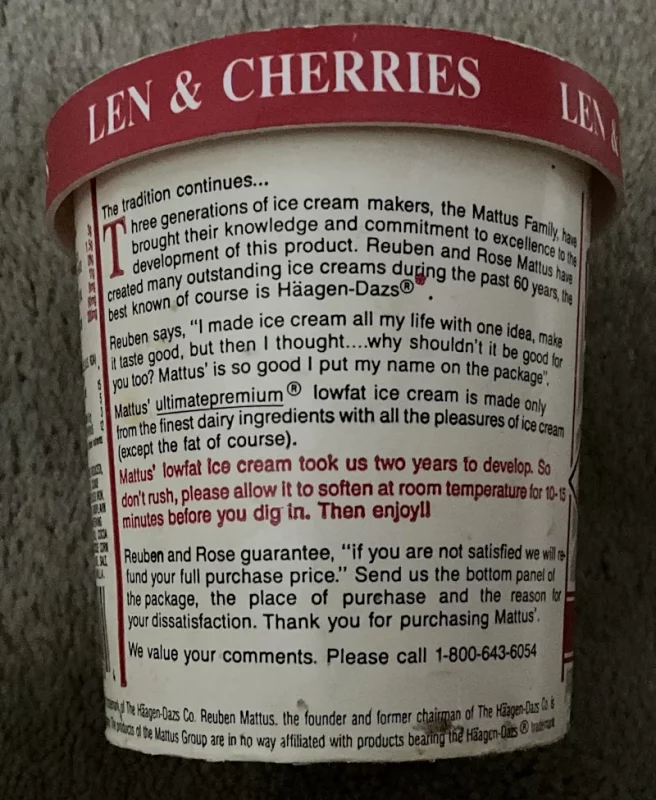 LEN & CHERRIES LEN &
The tradition continues...
Three generations of ice cream makers, the Mattus Family, have
brought their knowledge and commitment to excellence to the
development of this product. Reuben and Rose Mattus have
created many outstanding ice creams during the past 60 years, the
best known of course is Häagen-Dazs®*.
Reuben says, "I made ice cream all my life with one idea, make
it taste good, but then I thought....why shouldn't it be good for
you too? Mattus' is so good I put my name on the package".
Mattus' ultimatepremium® lowfat ice cream is made only
from the finest dairy ingredients with all the pleasures of ice cream
(except the fat of course).
Mattus' lowfat Ice cream took us two years to develop. So
don't rush, please allow it to soften at room temperature for 10-15
minutes before you dig in. Then enjoy!!
Reuben and Rose guarantee, "if you are not satisfied we will re-
fund your full purchase price." Send us the bottom panel of
the package, the place of purchase and the reason for
your dissatisfaction. Thank you for purchasing Mattus'.
We value your comments. Please call 1-800-643-6054
of The Häagen-Dazs Co. Reuben Mattus. the founder and former chairman of The Häagen-Dazs Co. is
products of the Mattus Group are in no way affiliated with products bearing the Häagen-Dazs ® trademark